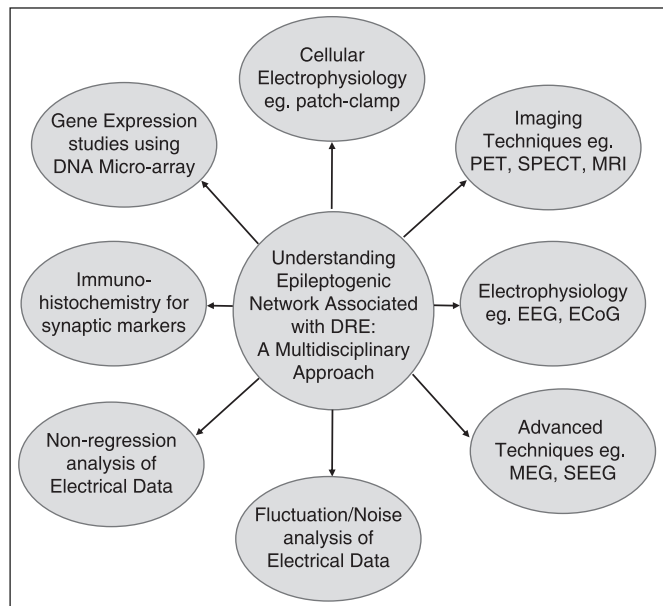 Cellular
Electrophysiology
eg. patch-clamp
Gene Expression
studies using
DNA Micro-array
Imaging
Techniques eg.
PET, SPECT, MRI
Understanding
Epileptogenic
Network Associated
with DRE:
A Multidisciplinary
Approach
Immuno-
histochemistry for
synaptic markers
Electrophysiology
eg. EEG, ECoG
Non-regression
analysis of
Electrical Data
Advanced
Techniques eg.
MEG, SEEG
Fluctuation/Noise
analysis of
Electrical Data